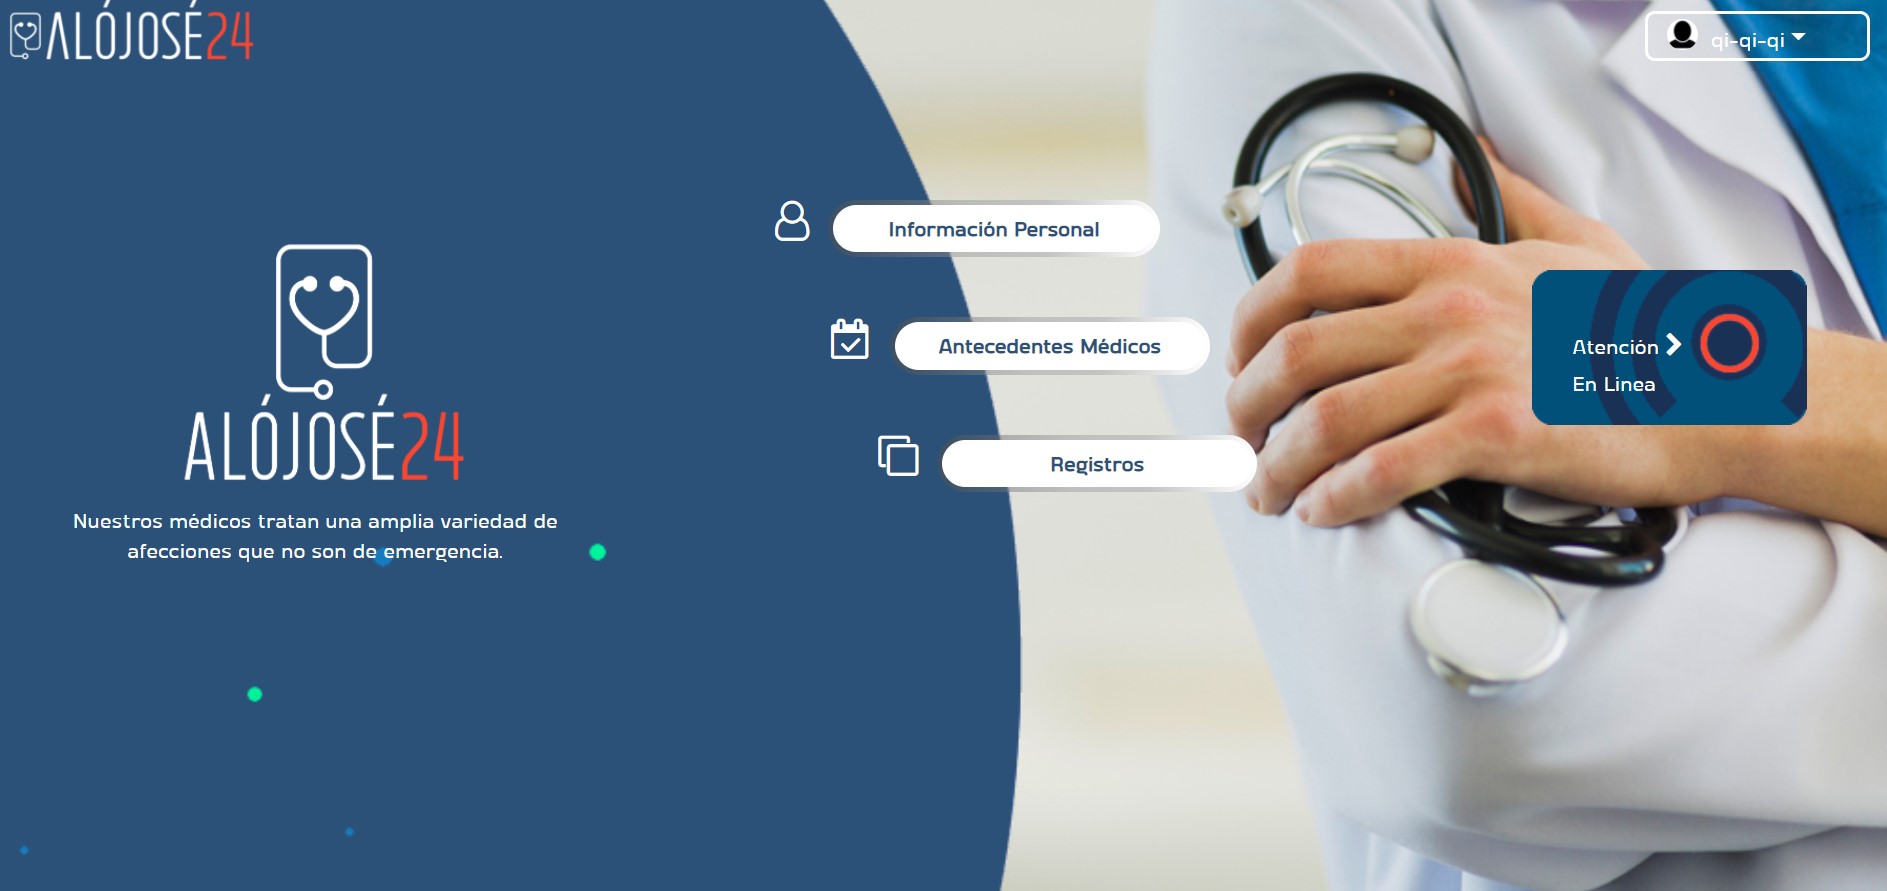 ALÓJOSÉ24
qi-qi-qi
Información Personal
Antecedentes Médicos
Registros
Atención
En Linea
ALÓJOSÉ24
Nuestros médicos tratan una amplia variedad de
afecciones que no son de emergencia.